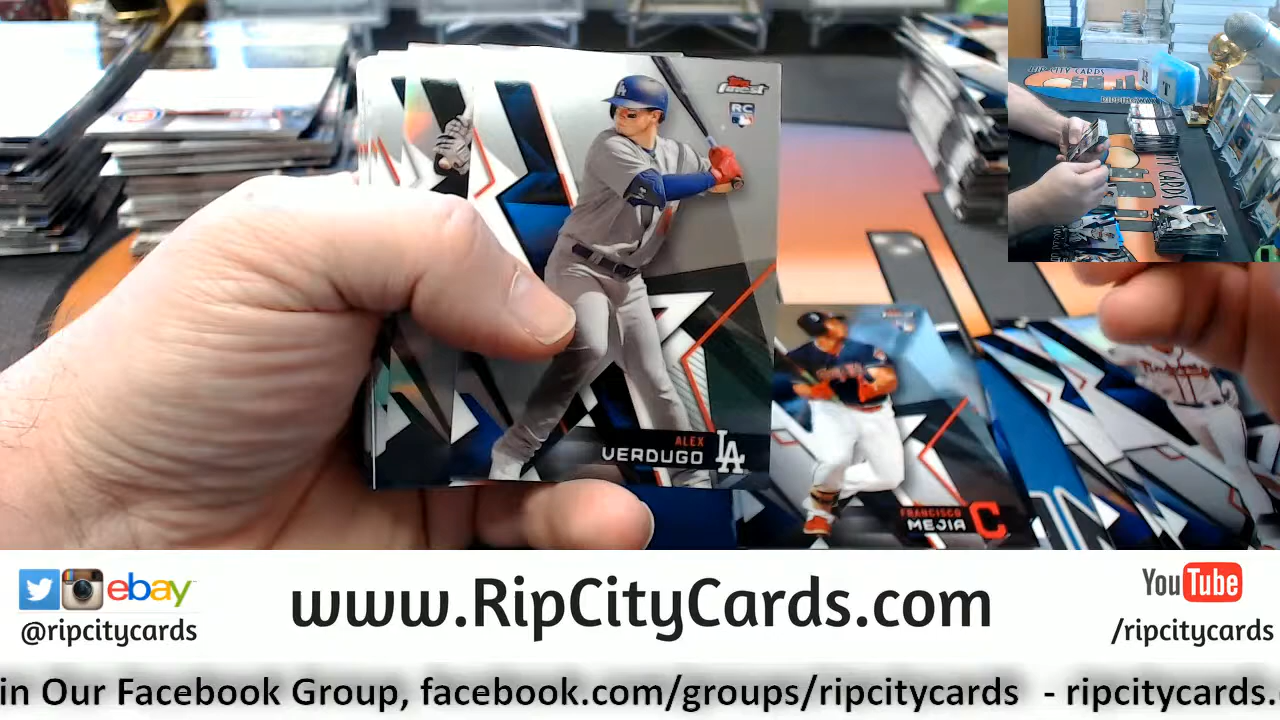 Topps
finest
RC
ALEX
VERDUGO LA
FRANCISCO
MEJIA C
RIP CITY CARDS
ebay
@ripcitycards
www.RipCityCards.com
YouTube
/ripcitycards
in Our Facebook Group, facebook.com/groups/ripcitycards - ripcitycards.